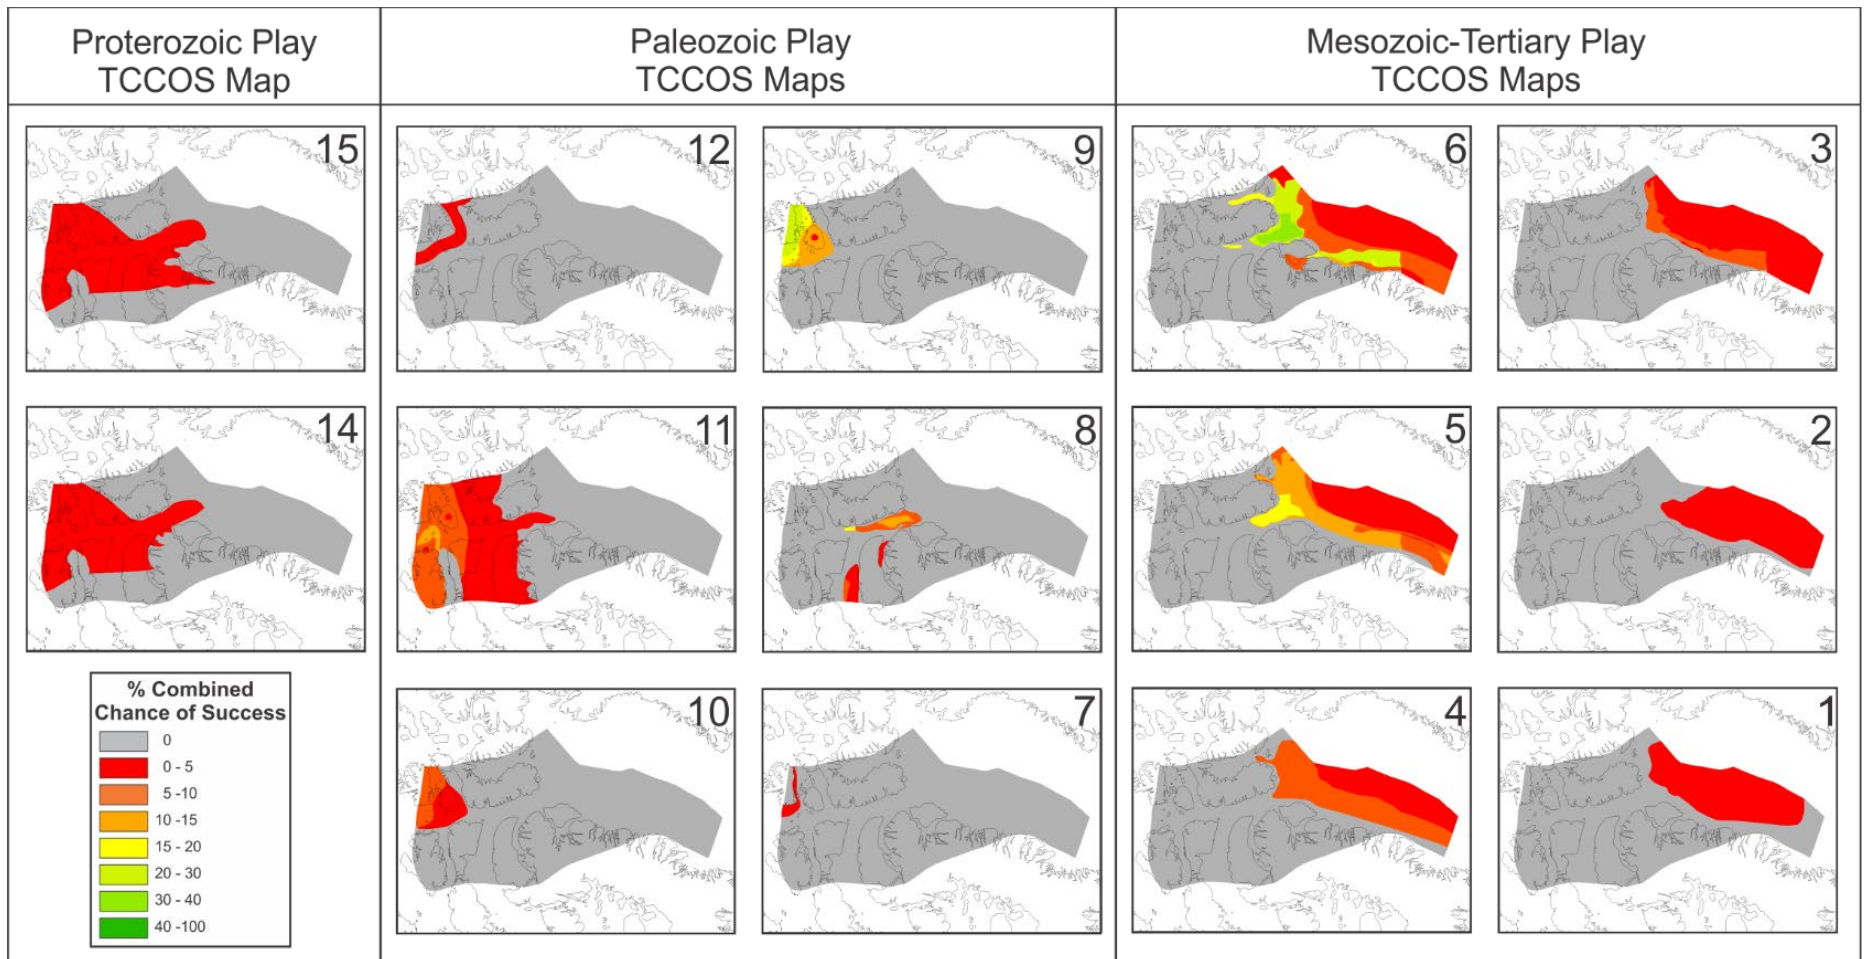 Proterozoic Play
TCCOS Map
Paleozoic Play
TCCOS Maps
Mesozoic-Tertiary Play
TCCOS Maps
15
12
9
6
3
14
11
8
5
2
% Combined
Chance of Success
0
0 - 5
5 -10
10 -15
15 - 20
20 - 30
30 - 40
40 -100
10
7
4
1